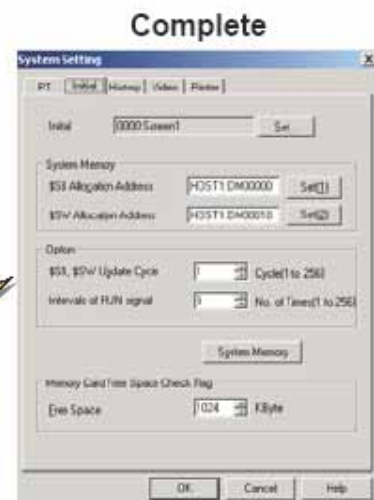 Complete
System Setting
PT Initial History Video Printer
Initial 0000:Screen1 Set...
System Memory
$SB Allocation Address HOST1:DM00000 Set(1)
$SW Allocation Address HOST1:DM00010 Set(2)
Option
$SB, $SW Update Cycle 1 Cycle(1 to 256)
Intervals of RUN signal No. of Times(1 to 256)
System Memory
Memory Card Free Space Check Flag
Free Space 1024 KByte
OK Cancel Help